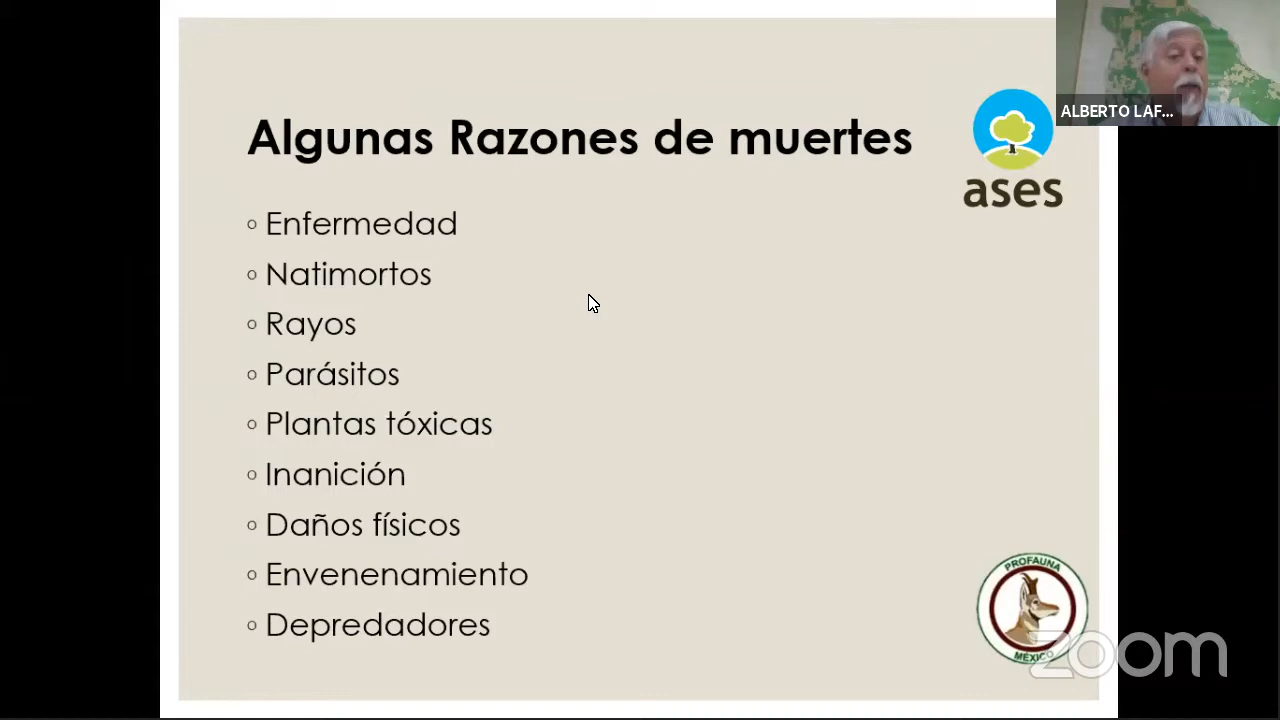 ALBERTO LAF...
Algunas Razones de muertes
ases
◦ Enfermedad
◦ Natimortos
◦ Rayos
◦ Parásitos
◦ Plantas tóxicas
◦ Inanición
◦ Daños físicos
◦ Envenenamiento
◦ Depredadores
PROFAUNA
MÉXICO
zoom